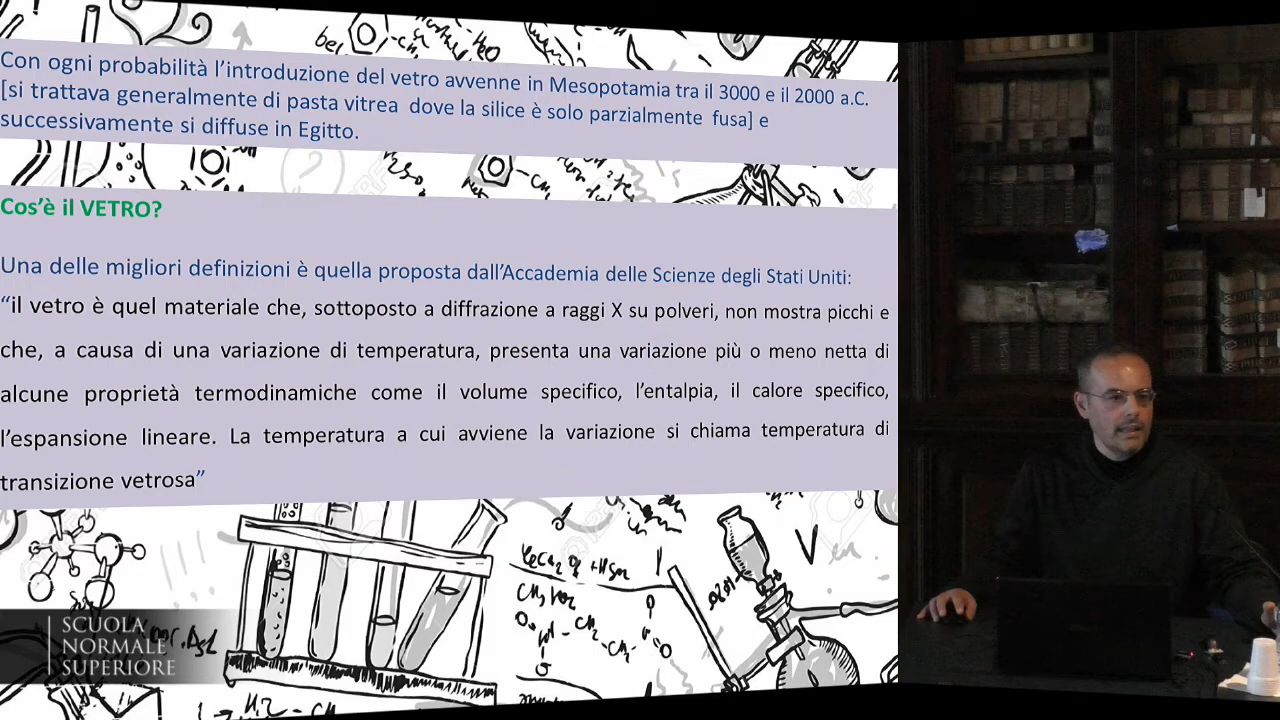 Con ogni probabilità l'introduzione del vetro avvenne in Mesopotamia tra il 3000 e il 2000 a.C.
[si trattava generalmente di pasta vitrea dove la silice è solo parzialmente fusa] e
successivamente si diffuse in Egitto.
Cos'è il VETRO?
Una delle migliori definizioni è quella proposta dall'Accademia delle Scienze degli Stati Uniti:
"il vetro è quel materiale che, sottoposto a diffrazione a raggi X su polveri, non mostra picchi e
che, a causa di una variazione di temperatura, presenta una variazione più o meno netta di
alcune proprietà termodinamiche come il volume specifico, l'entalpia, il calore specifico,
l'espansione lineare. La temperatura a cui avviene la variazione si chiama temperatura di
transizione vetrosa"
SCUOLA
NORMALE
SUPERIORE